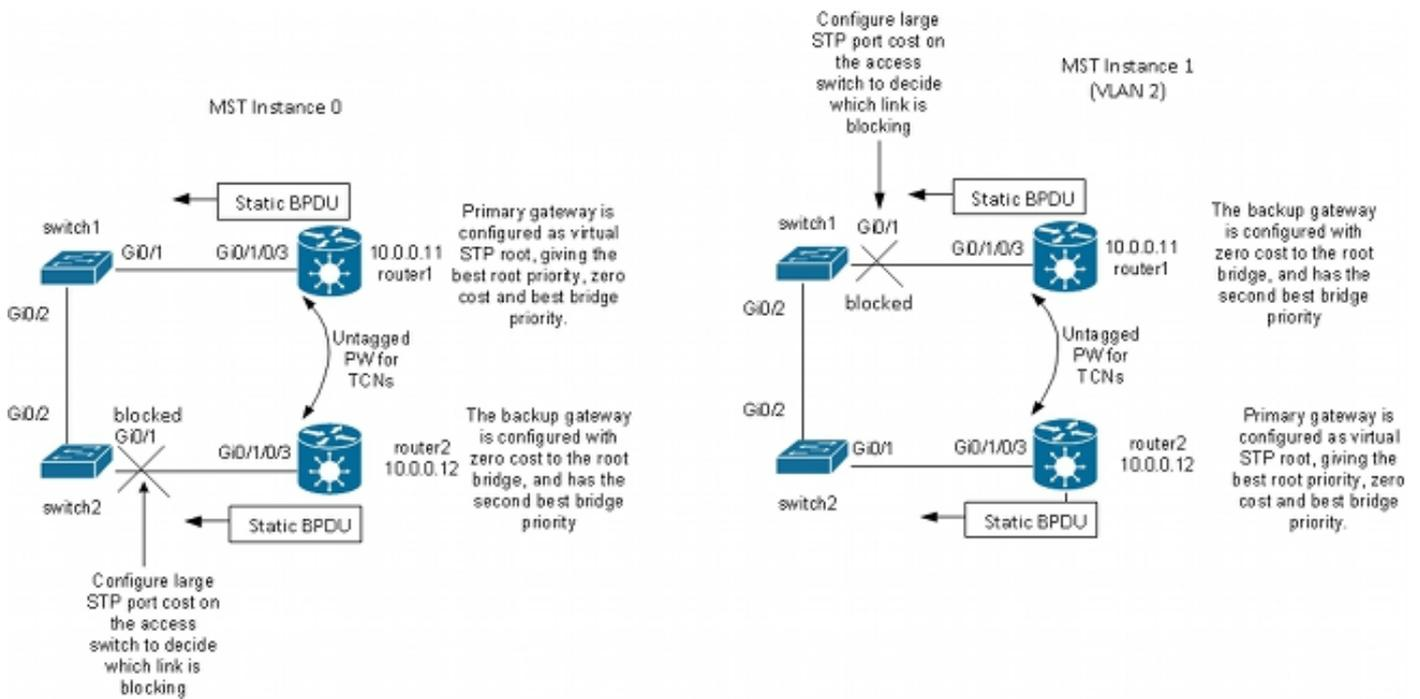 MST Instance 0
Static BPDU
switch1
Gi0/1
Gi0/1/0/3
10.0.0.11
router1
Primary gateway is
configured as virtual
STP root, giving the
best root priority, zero
cost and best bridge
priority.
Gi0/2
Untagged
PW for
TCNs
Gi0/2
blocked
Gi0/1
Gi0/1/0/3
router2
10.0.0.12
The backup gateway
is configured with
zero cost to the root
bridge, and has the
second best bridge
priority
switch2
Static BPDU
Configure large
STP port cost on
the access
switch to decide
which link is
blocking
Configure large
STP port cost on
the access
switch to decide
which link is
blocking
MST Instance 1
(VLAN 2)
Static BPDU
switch1
Gi0/1
Gi0/1/0/3
10.0.0.11
router1
The backup gateway
is configured with
zero cost to the root
bridge, and has the
second best bridge
priority
blocked
Gi0/2
Untagged
PW for
TCNs
Gi0/2
Gi0/1
Gi0/1/0/3
router2
10.0.0.12
Primary gateway is
configured as virtual
STP root, giving the
best root priority, zero
cost and best bridge
priority.
switch2
Static BPDU